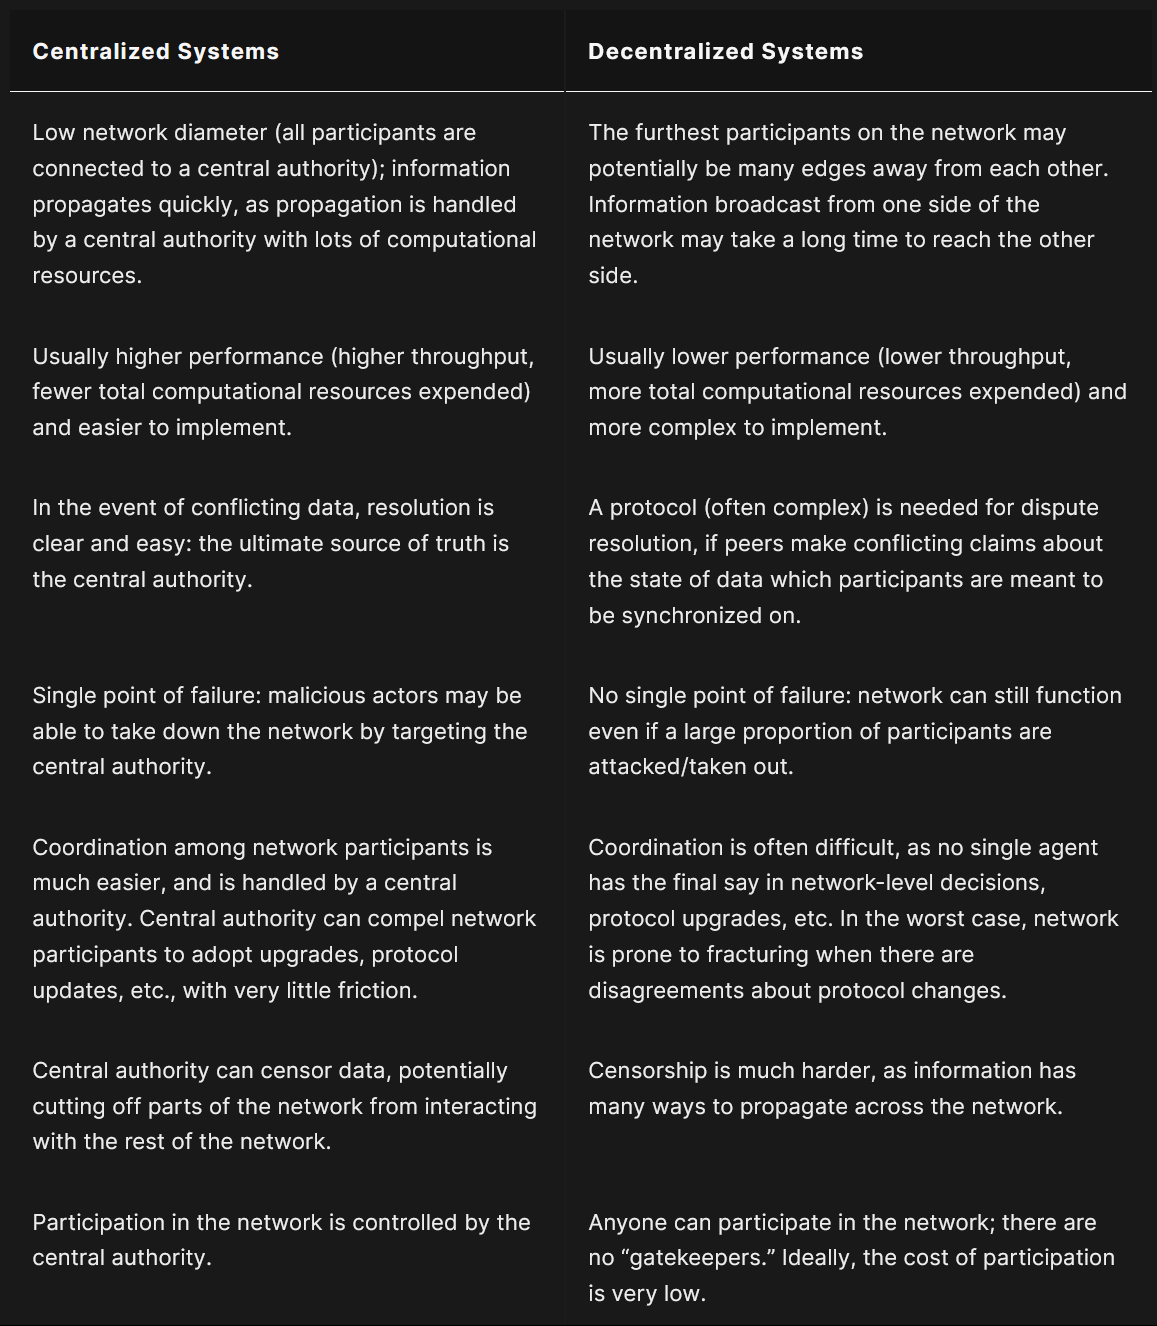 Centralized Systems
Decentralized Systems
Low network diameter (all participants are
connected to a central authority); information
propagates quickly, as propagation is handled
by a central authority with lots of computational
resources.
The furthest participants on the network may
potentially be many edges away from each other.
Information broadcast from one side of the
network may take a long time to reach the other
side.
Usually higher performance (higher throughput,
fewer total computational resources expended)
and easier to implement.
Usually lower performance (lower throughput,
more total computational resources expended) and
more complex to implement.
In the event of conflicting data, resolution is
clear and easy: the ultimate source of truth is
the central authority.
A protocol (often complex) is needed for dispute
resolution, if peers make conflicting claims about
the state of data which participants are meant to
be synchronized on.
Single point of failure: malicious actors may be
able to take down the network by targeting the
central authority.
No single point of failure: network can still function
even if a large proportion of participants are
attacked/taken out.
Coordination among network participants is
much easier, and is handled by a central
authority. Central authority can compel network
participants to adopt upgrades, protocol
updates, etc., with very little friction.
Coordination is often difficult, as no single agent
has the final say in network-level decisions,
protocol upgrades, etc. In the worst case, network
is prone to fracturing when there are
disagreements about protocol changes.
Central authority can censor data, potentially
cutting off parts of the network from interacting
with the rest of the network.
Censorship is much harder, as information has
many ways to propagate across the network.
Participation in the network is controlled by the
central authority.
Anyone can participate in the network; there are
no “gatekeepers.” Ideally, the cost of participation
is very low.